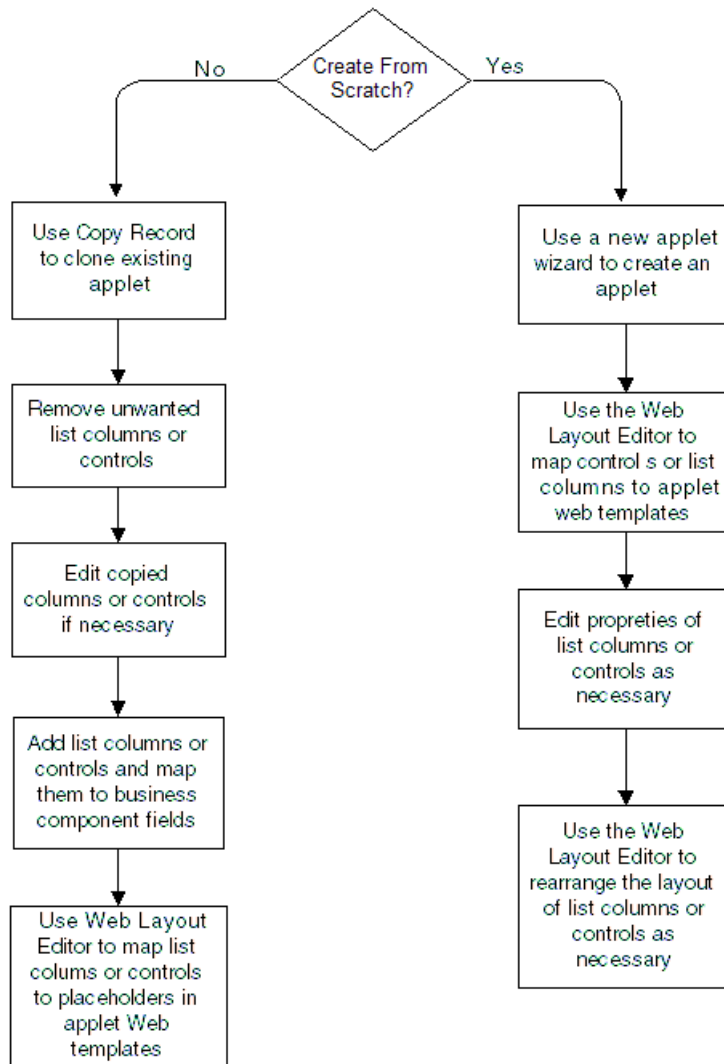 Create From
Scratch?
No
Yes
Use Copy Record
to clone existing
applet
Remove unwanted
list columns or
controls
Edit copied
columns or controls
if necessary
Add list columns or
controls and map
them to business
component fields
Use Web Layout
Editor to map list
colums or controls
to placeholders in
applet Web
templates
Use a new applet
wizard to create an
applet
Use the Web
Layout Editor to
map control s or list
columns to applet
web templates
Edit propreties of
list columns or
controls as
necessary
Use the Web
Layout Editor to
rearrange the layout
of list columns or
controls as
necessary